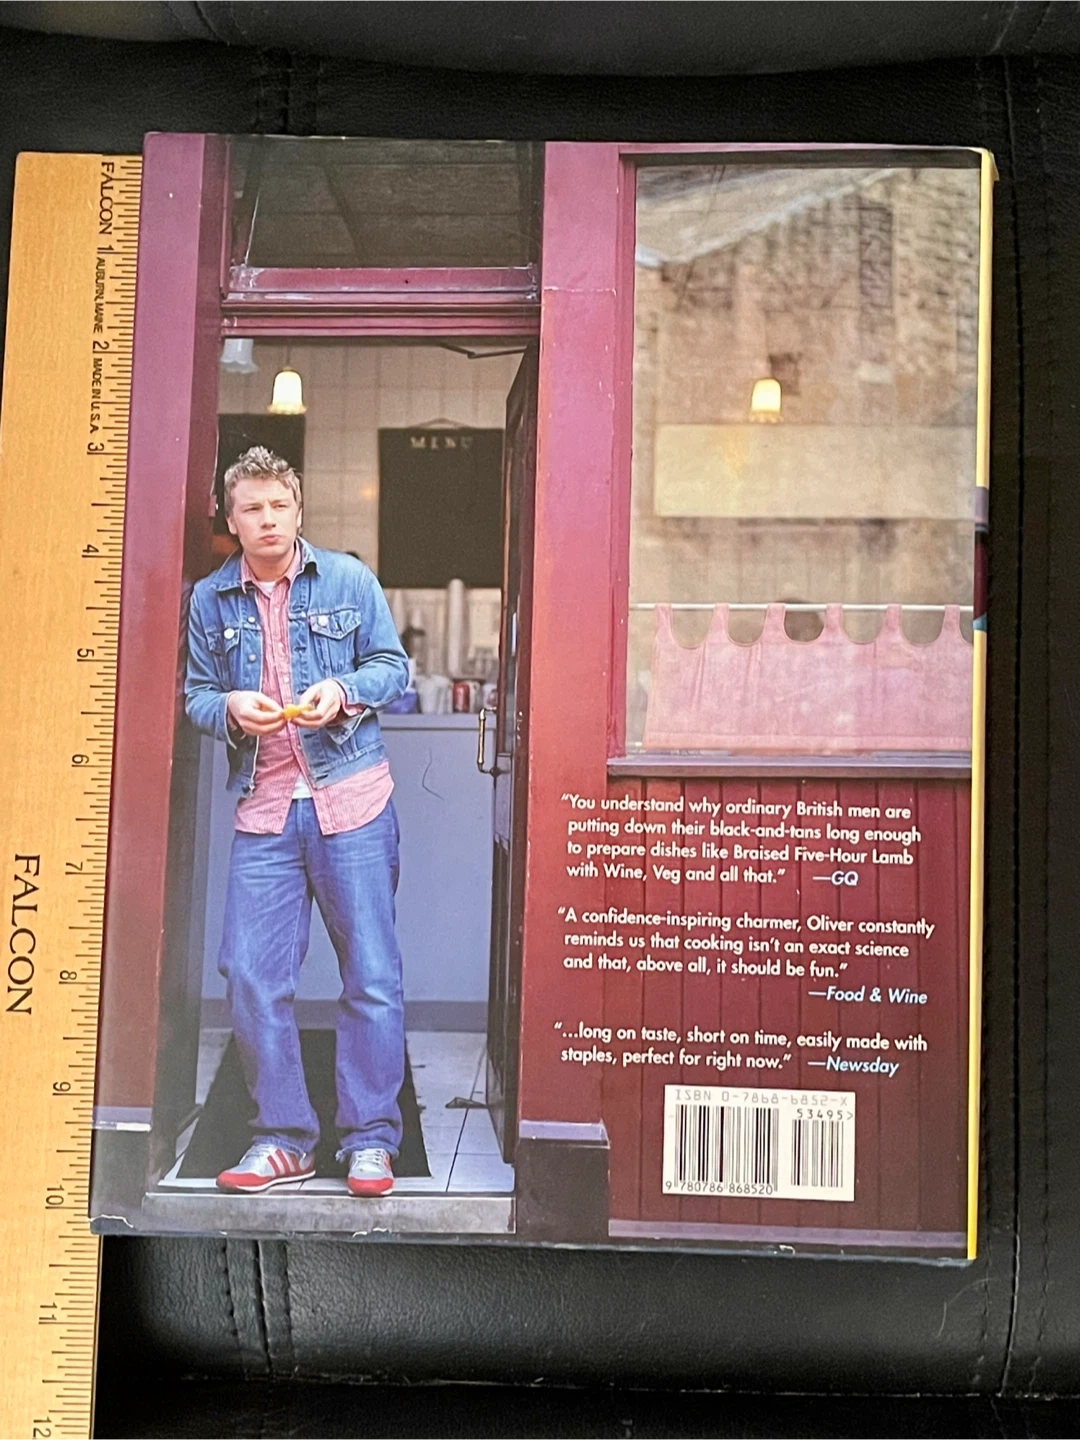 FALCON
1
AUBURN, MAINE
2
MADE IN U.S.A.
3
4
5
6
7
8
9
10
11
12
FALCON
MENU
“You understand why ordinary British men are
putting down their black-and-tans long enough
to prepare dishes like Braised Five-Hour Lamb
with Wine, Veg and all that.” —GQ
“A confidence-inspiring charmer, Oliver constantly
reminds us that cooking isn’t an exact science
and that, above all, it should be fun.”
—Food & Wine
“...long on taste, short on time, easily made with
staples, perfect for right now.” —Newsday
ISBN 0-7868-6852-X
53495>
9 780786 868520